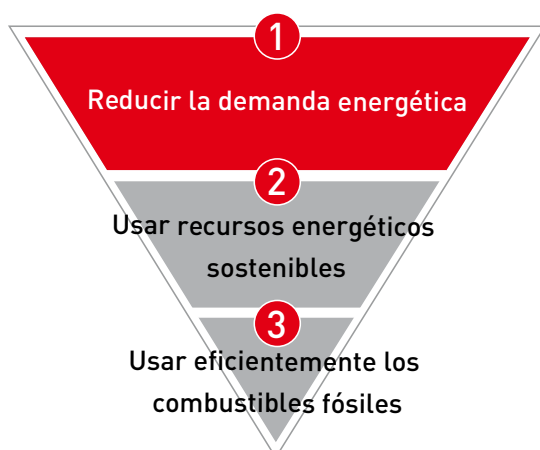 1
Reducir la demanda energética
2
Usar recursos energéticos
sostenibles
3
Usar eficientemente los
combustibles fósiles